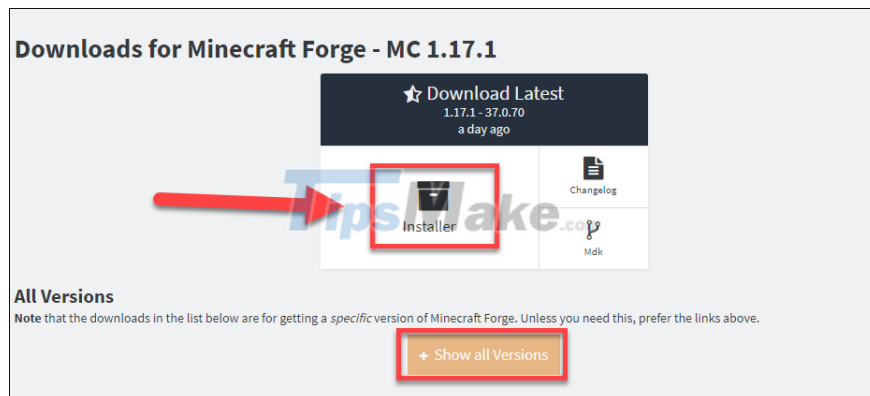 Downloads for Minecraft Forge - MC 1.17.1
Download Latest
1.17.1 - 37.0.70
a day ago
Installer
Changelog
Mdk
TipsMake.com
All Versions
Note that the downloads in the list below are for getting a specific version of Minecraft Forge. Unless you need this, prefer the links above.
+ Show all Versions